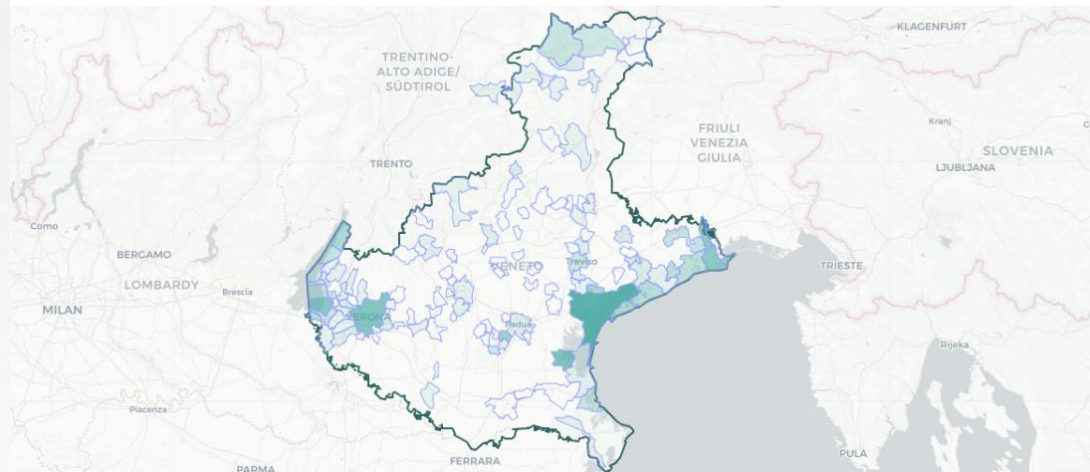 KLAGENFURT
TRENTINO-
ALTO ADIGE/
SÜDTIROL
Kranj
FRIULI
VENEZIA
GIULIA
SLOVENIA
LJUBLJANA
TRENTO
Como
BERGAMO
LOMBARDY
Brescia
VENETO
Treviso
TRIESTE
MILAN
VERONA
Padua
Rijeka
Piacenza
FERRARA
PULA
PARMA